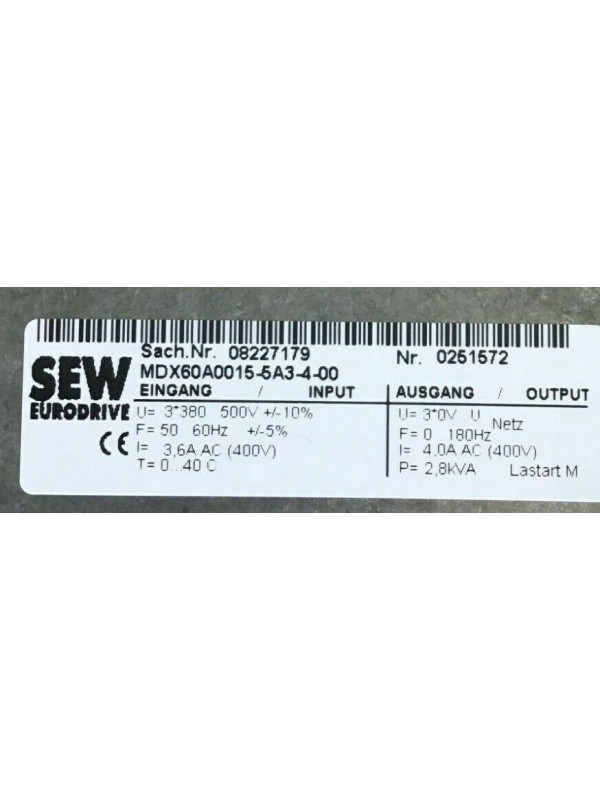 Sach.Nr. 08227179 Nr. 0251572
MDX60A0015-5A3-4-00
SEW
EURODRIVE
EINGANG / INPUT
U= 3*380 500V +/-10%
F= 50 60Hz +/-5%
I= 3,6A AC (400V)
T= 0...40 C
CE
AUSGANG / OUTPUT
U= 3*0V U Netz
F= 0 180Hz
I= 4,0A AC (400V)
P= 2,8kVA Lastart M